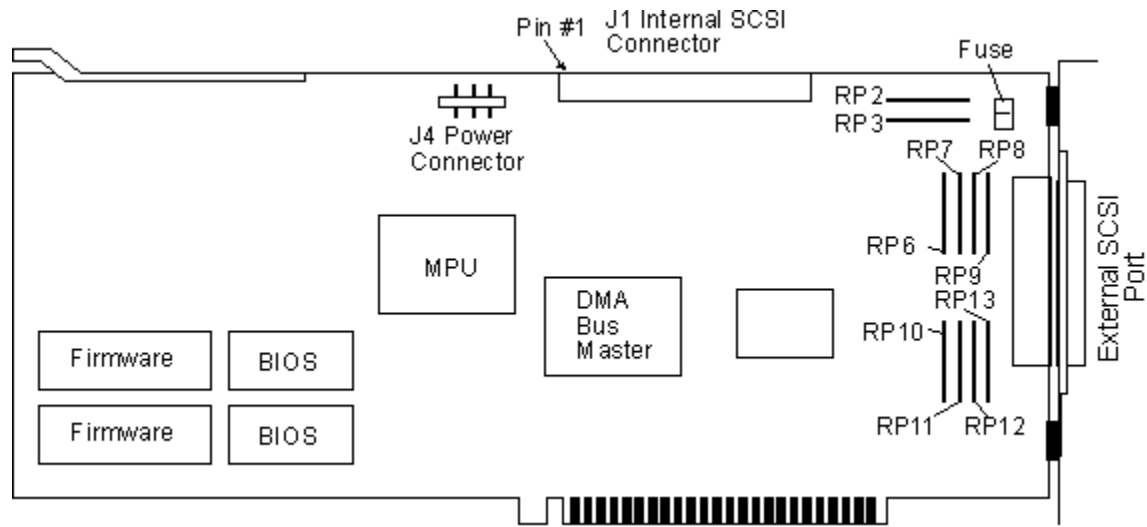 Pin #1
J1 Internal SCSI
Connector
Fuse
RP2
RP3
J4 Power
Connector
RP7
RP8
RP6
RP9
RP13
RP10
RP11
RP12
External SCSI
Port
MPU
DMA
Bus
Master
Firmware
BIOS
Firmware
BIOS